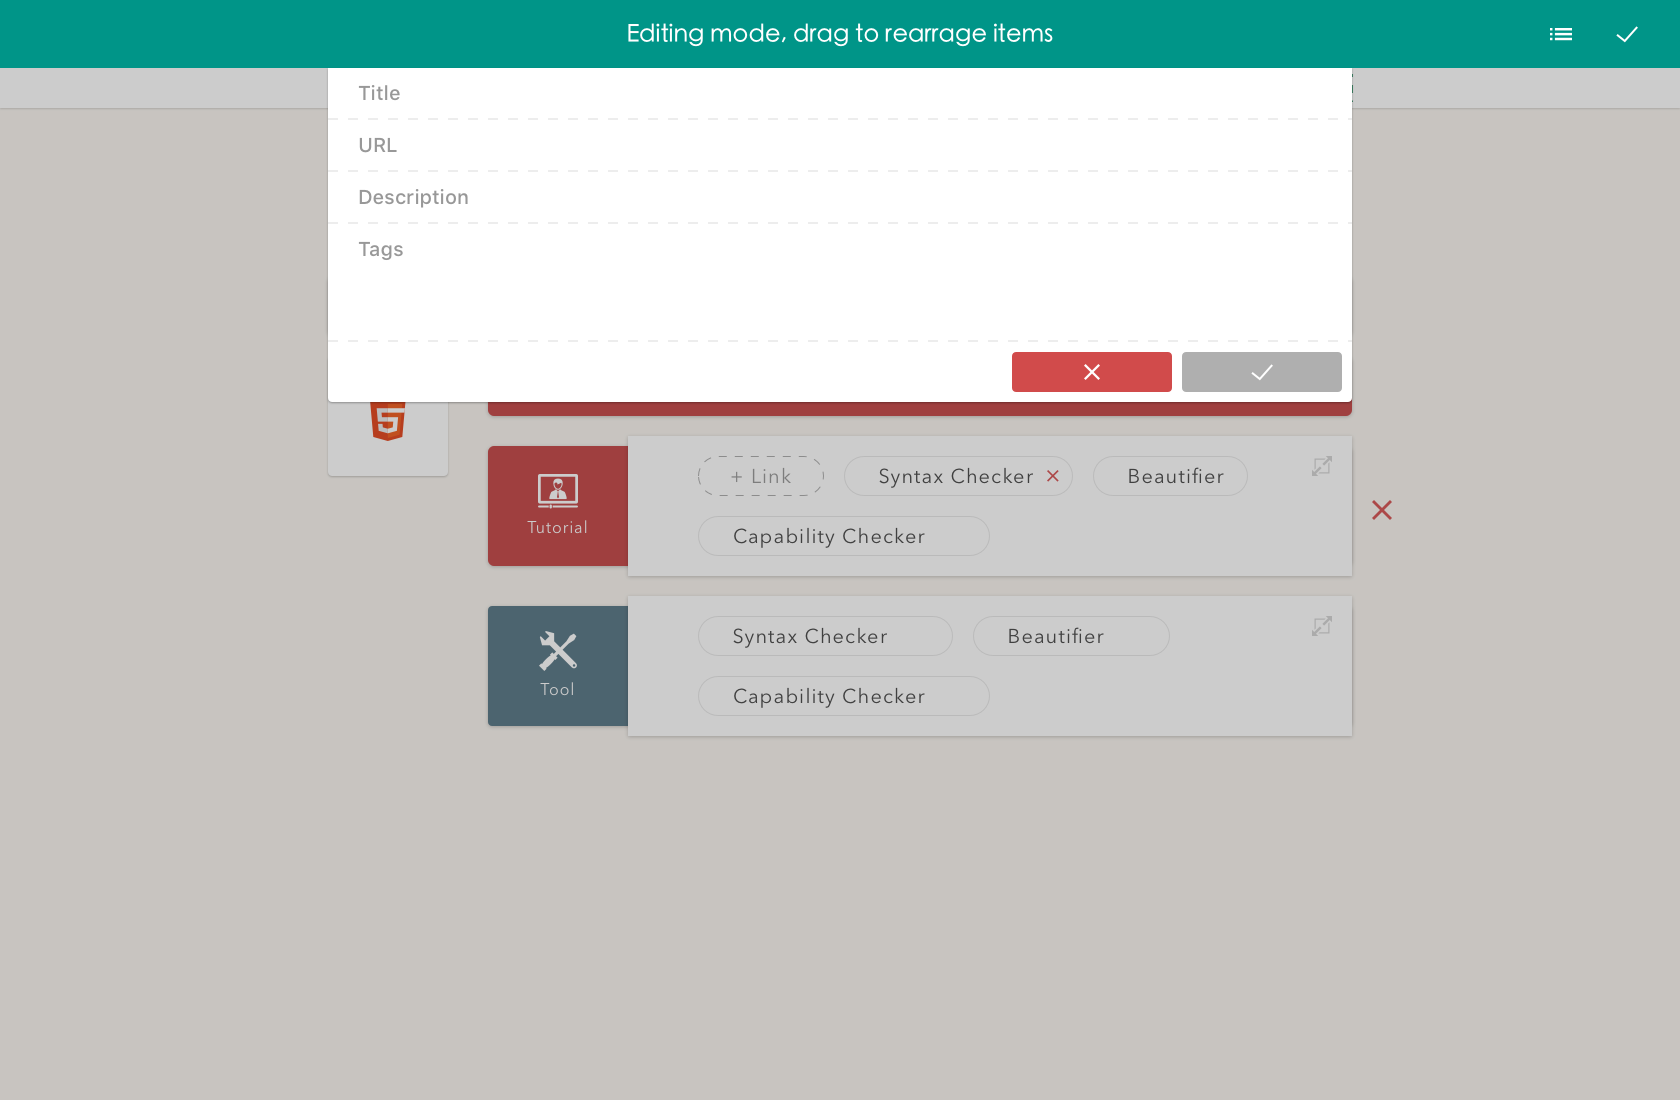 Editing mode, drag to rearrage items
Title
URL
Description
Tags
+ Link
Syntax Checker
Beautifier
Capability Checker
Tutorial
Syntax Checker
Beautifier
Capability Checker
Tool